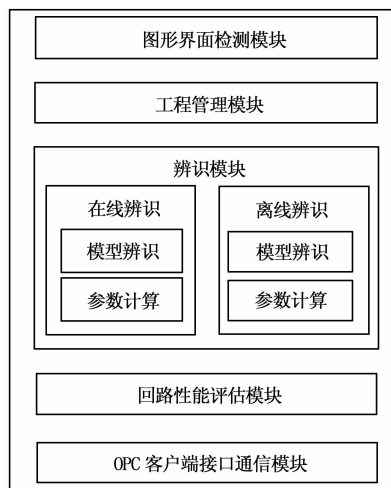 图形界面检测模块
工程管理模块
辨识模块
在线辨识
模型辨识
参数计算
离线辨识
模型辨识
参数计算
回路性能评估模块
OPC 客户端接口通信模块